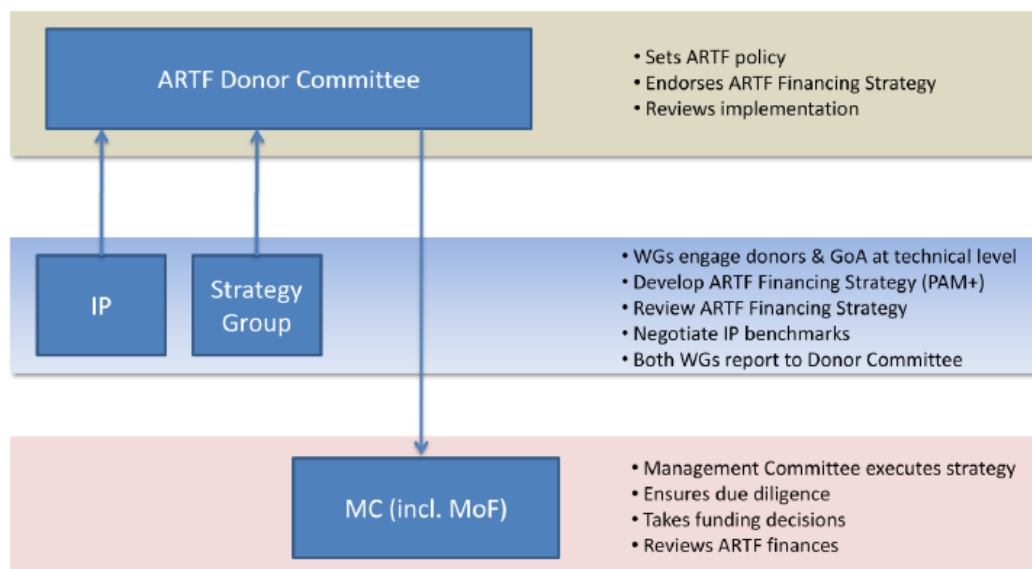 ARTF Donor Committee
• Sets ARTF policy
• Endorses ARTF Financing Strategy
• Reviews implementation
IP
Strategy
Group
• WGs engage donors & GoA at technical level
• Develop ARTF Financing Strategy (PAM+)
• Review ARTF Financing Strategy
• Negotiate IP benchmarks
• Both WGs report to Donor Committee
MC (incl. MoF)
• Management Committee executes strategy
• Ensures due diligence
• Takes funding decisions
• Reviews ARTF finances